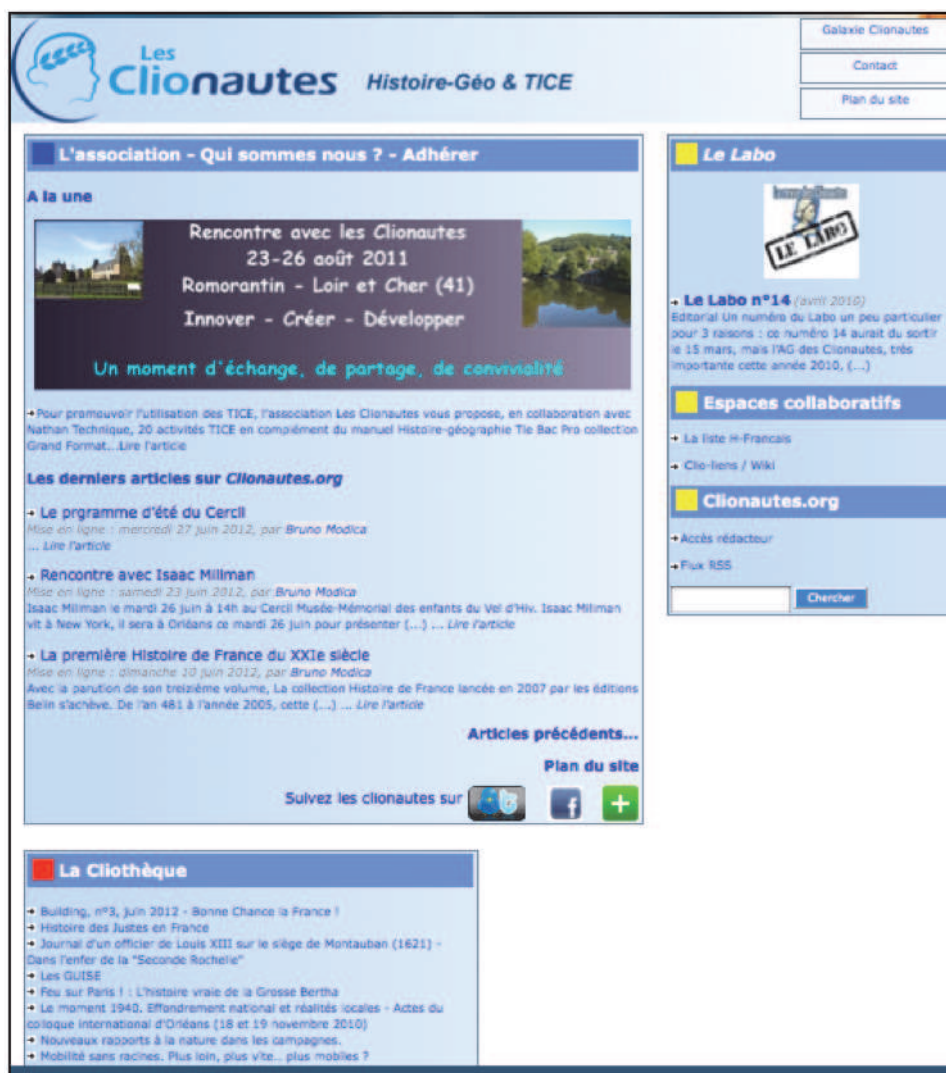 Les
Clionautes Histoire-Géo & TICE
Galaxie Clionautes
Contact
Plan du site
L'association - Qui sommes nous ? - Adhérer
A la une
Rencontre avec les Clionautes
23-26 août 2011
Romorantin - Loir et Cher (41)
Innover - Créer - Développer
Un moment d'échange, de partage, de convivialité
→Pour promouvoir l'utilisation des TICE, l'association Les Clionautes vous propose, en collaboration avec
Nathan Technique, 20 activités TICE en complément du manuel Histoire-géographie Tle Bac Pro collection
Grand Format...Lire l'article
Les derniers articles sur Clionautes.org
→ Le prgramme d'été du Cercil
Mise en ligne : mercredi 27 juin 2012, par Bruno Modica
... Lire l'article
→ Rencontre avec Isaac Millman
Mise en ligne : samedi 23 juin 2012, par Bruno Modica
Isaac Millman le mardi 26 juin à 14h au Cercil Musée-Mémorial des enfants du Vel d'Hiv. Isaac Millman
vit à New York, il sera à Orléans ce mardi 26 juin pour présenter (...) ... Lire l'article
→ La première Histoire de France du XXIe siècle
Mise en ligne : dimanche 10 juin 2012, par Bruno Modica
Avec la parution de son treizième volume, La collection Histoire de France lancée en 2007 par les éditions
Belin s'achève. De l'an 481 à l'année 2005, cette (...) ... Lire l'article
Articles précédents...
Plan du site
Suivez les clionautes sur
Le Labo
LE LABO
→ Le Labo n°14 (avril 2010)
Editorial Un numéro du Labo un peu particulier
pour 3 raisons : ce numéro 14 aurait du sortir
le 15 mars, mais l'AG des Clionautes, très
importante cette année 2010, (...)
Espaces collaboratifs
→ La liste H-Francais
→ Clio-liens / Wiki
Clionautes.org
→Accès rédacteur
→Flux RSS
Chercher
La Cliothèque
→ Building, n°3, juin 2012 - Bonne Chance la France !
→ Histoire des Justes en France
→ Journal d'un officier de Louis XIII sur le siège de Montauban (1621) -
Dans l'enfer de la "Seconde Rochelle"
→ Les GUISE
→ Feu sur Paris ! : L'histoire vraie de la Grosse Bertha
→ Le moment 1940. Effondrement national et réalités locales - Actes du
colloque international d'Orléans (18 et 19 novembre 2010)
→ Nouveaux rapports à la nature dans les campagnes.
→ Mobilité sans racines. Plus loin, plus vite... plus mobiles ?